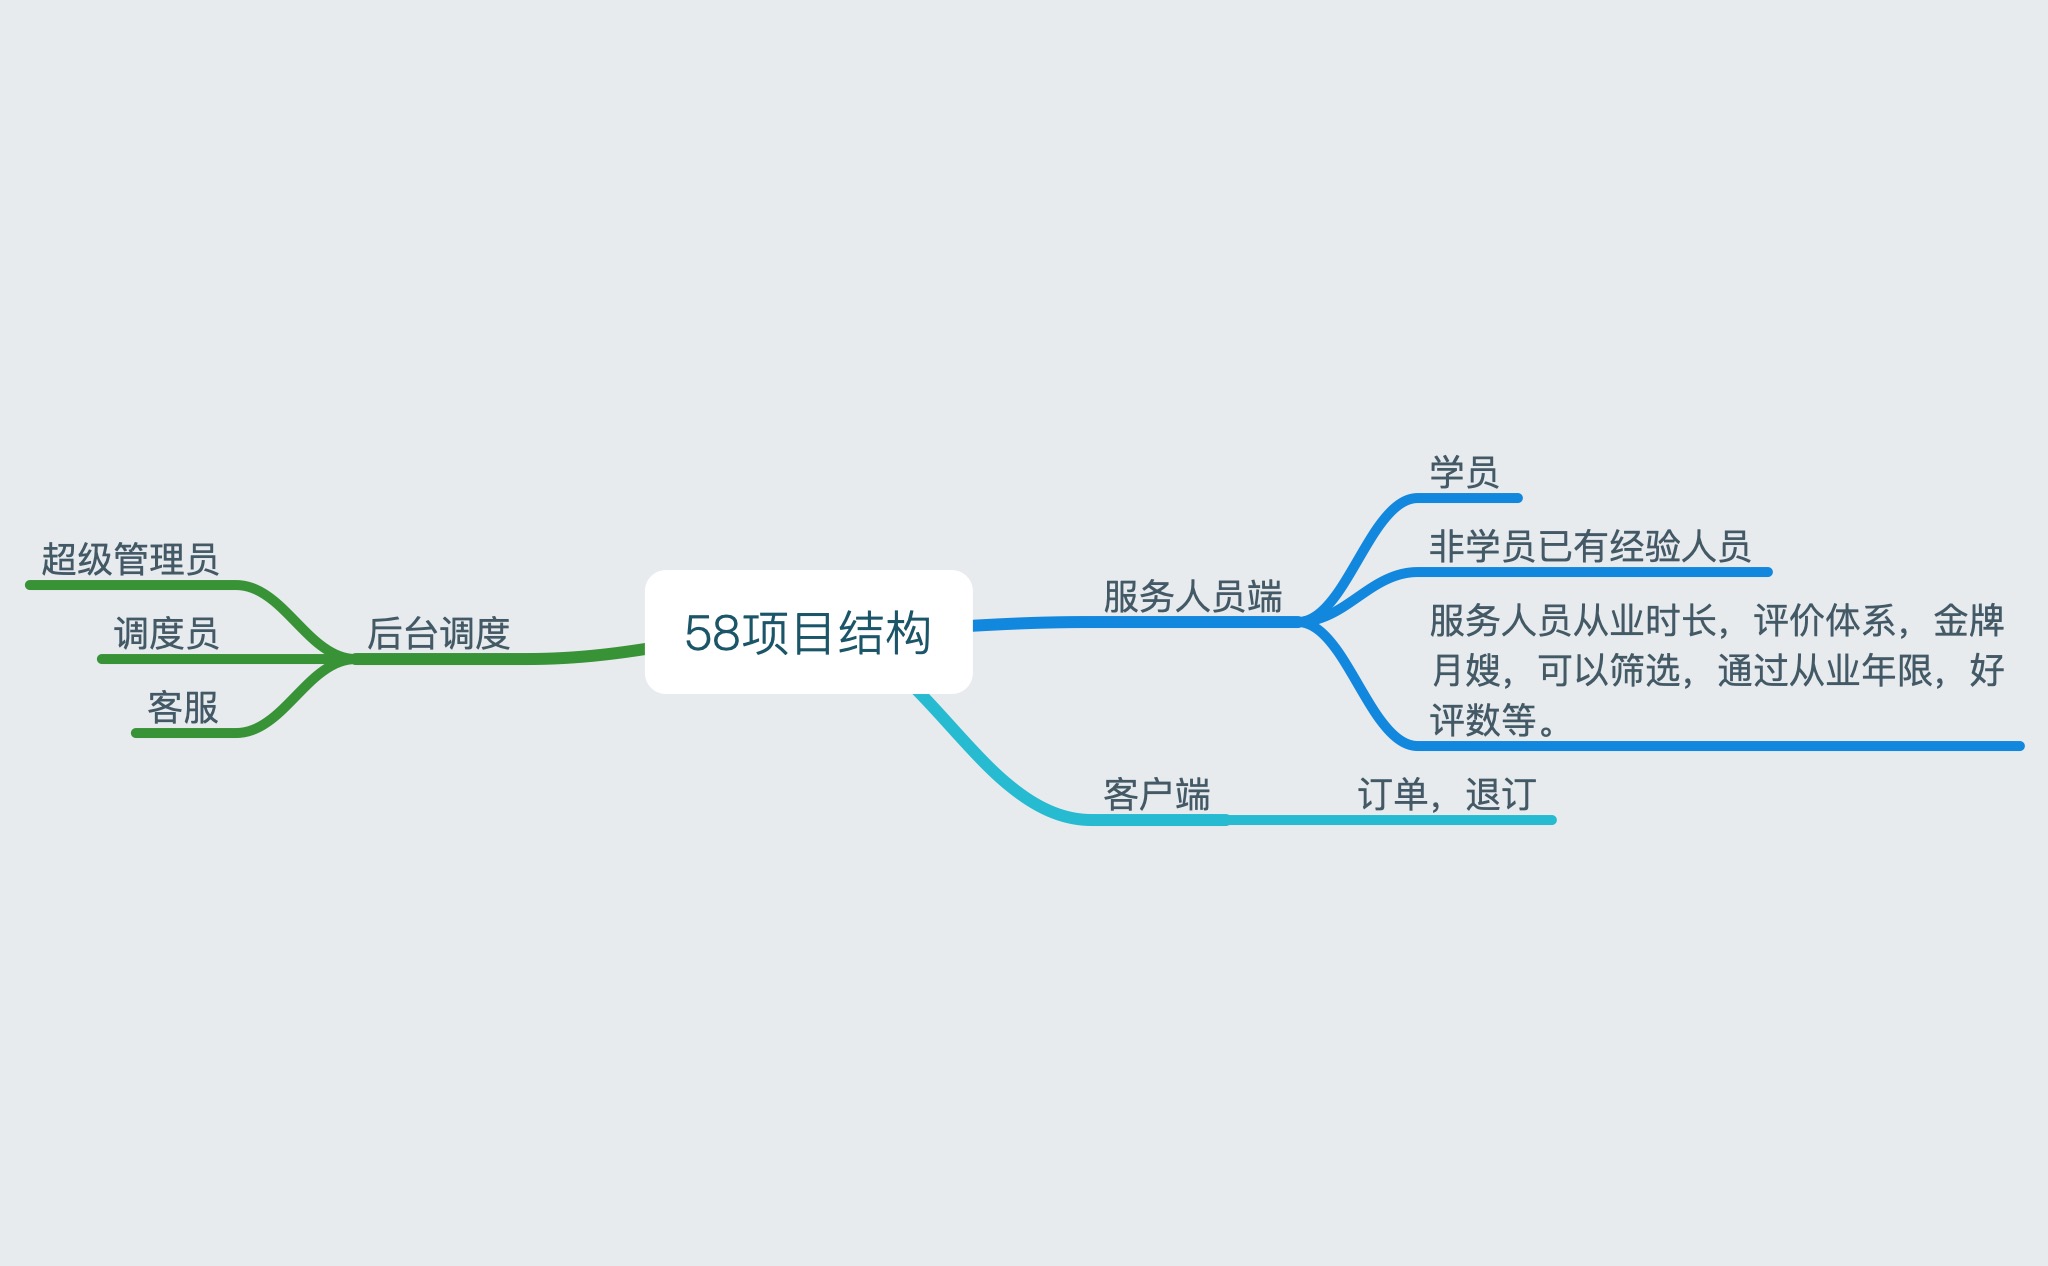 58项目结构
服务人员端
学员
非学员已有经验人员
服务人员从业时长，评价体系，金牌
月嫂，可以筛选，通过从业年限，好
评数等。
客户端
订单，退订
后台调度
超级管理员
调度员
客服